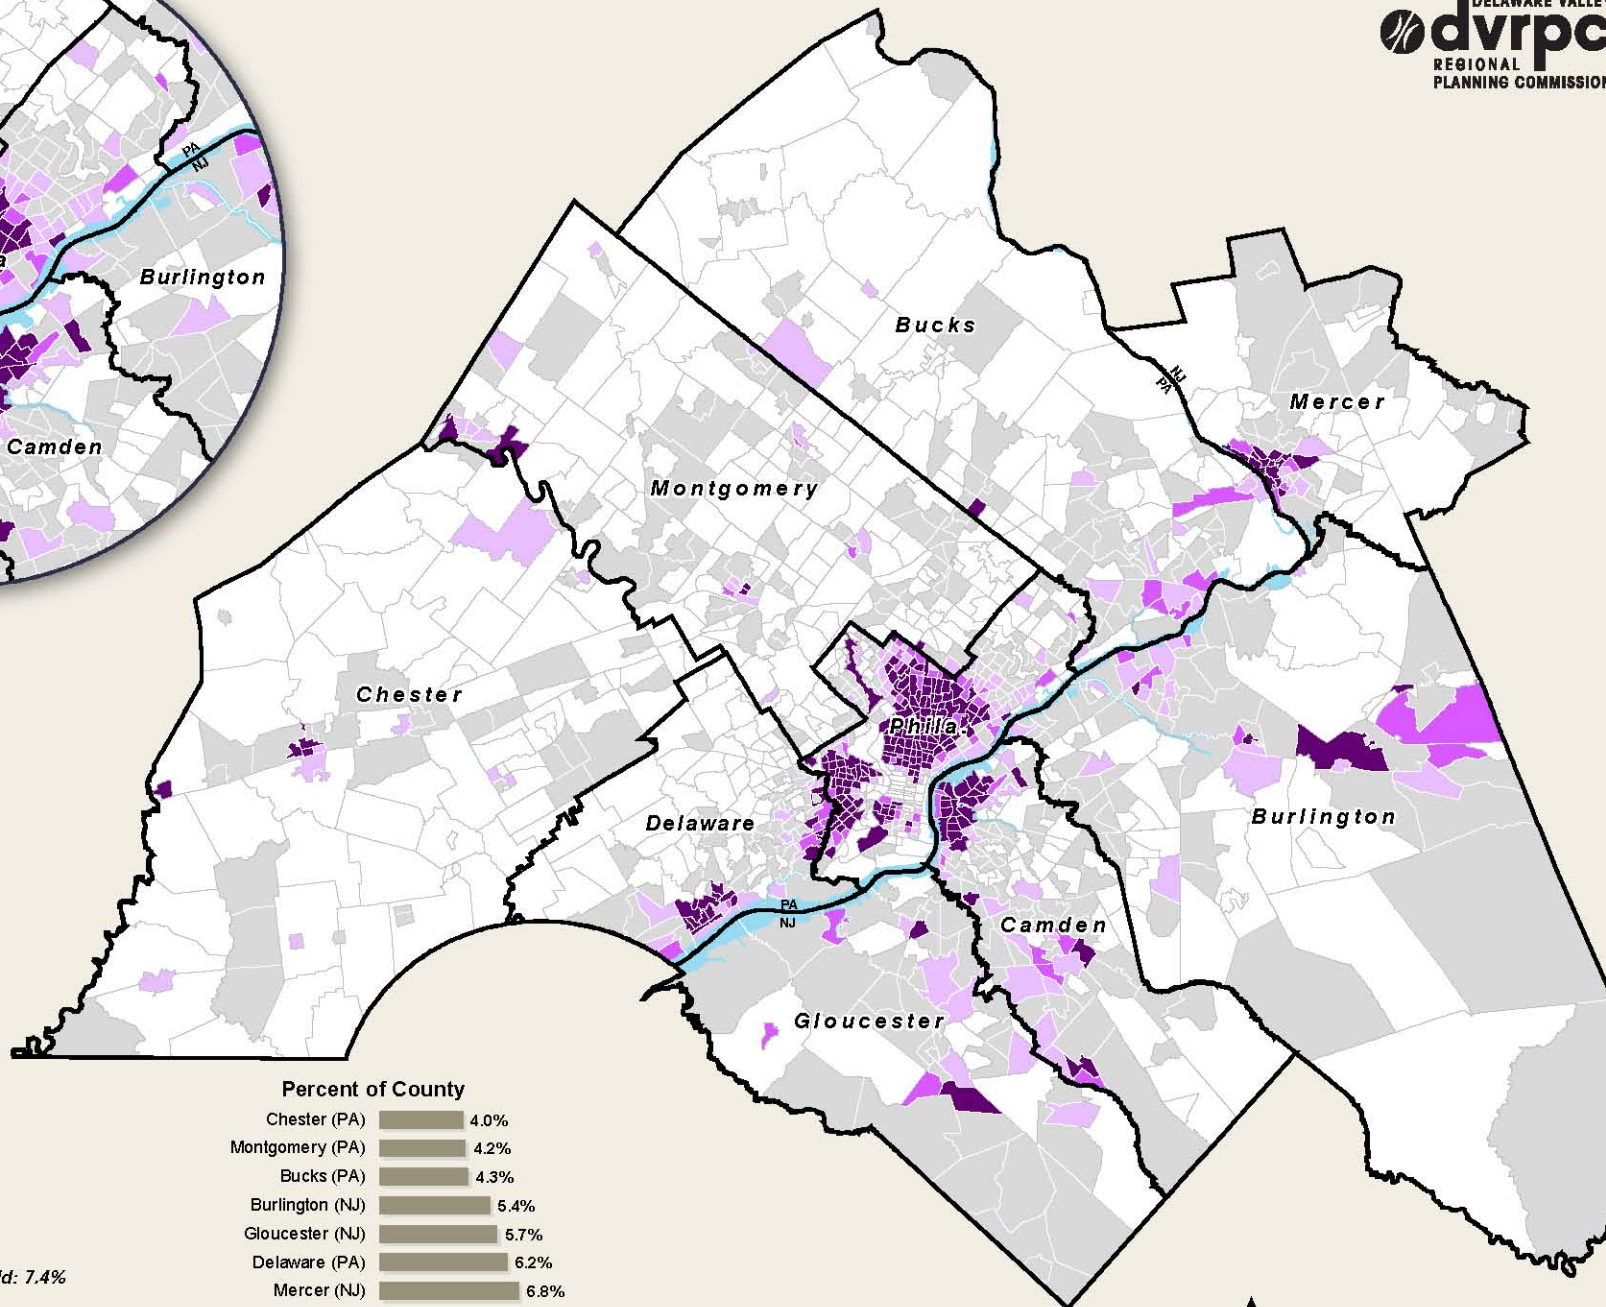 DELAWARE VALLEY
dvrpc
REGIONAL
PLANNING COMMISSION
PA
NJ
Burlington
Camden
Bucks
NJ
PA
Mercer
Montgomery
Chester
Phila.
Delaware
Burlington
PA
NJ
Camden
Gloucester
Percent of County
Chester (PA) 4.0%
Montgomery (PA) 4.2%
Bucks (PA) 4.3%
Burlington (NJ) 5.4%
Gloucester (NJ) 5.7%
Delaware (PA) 6.2%
Mercer (NJ) 6.8%
7.4%